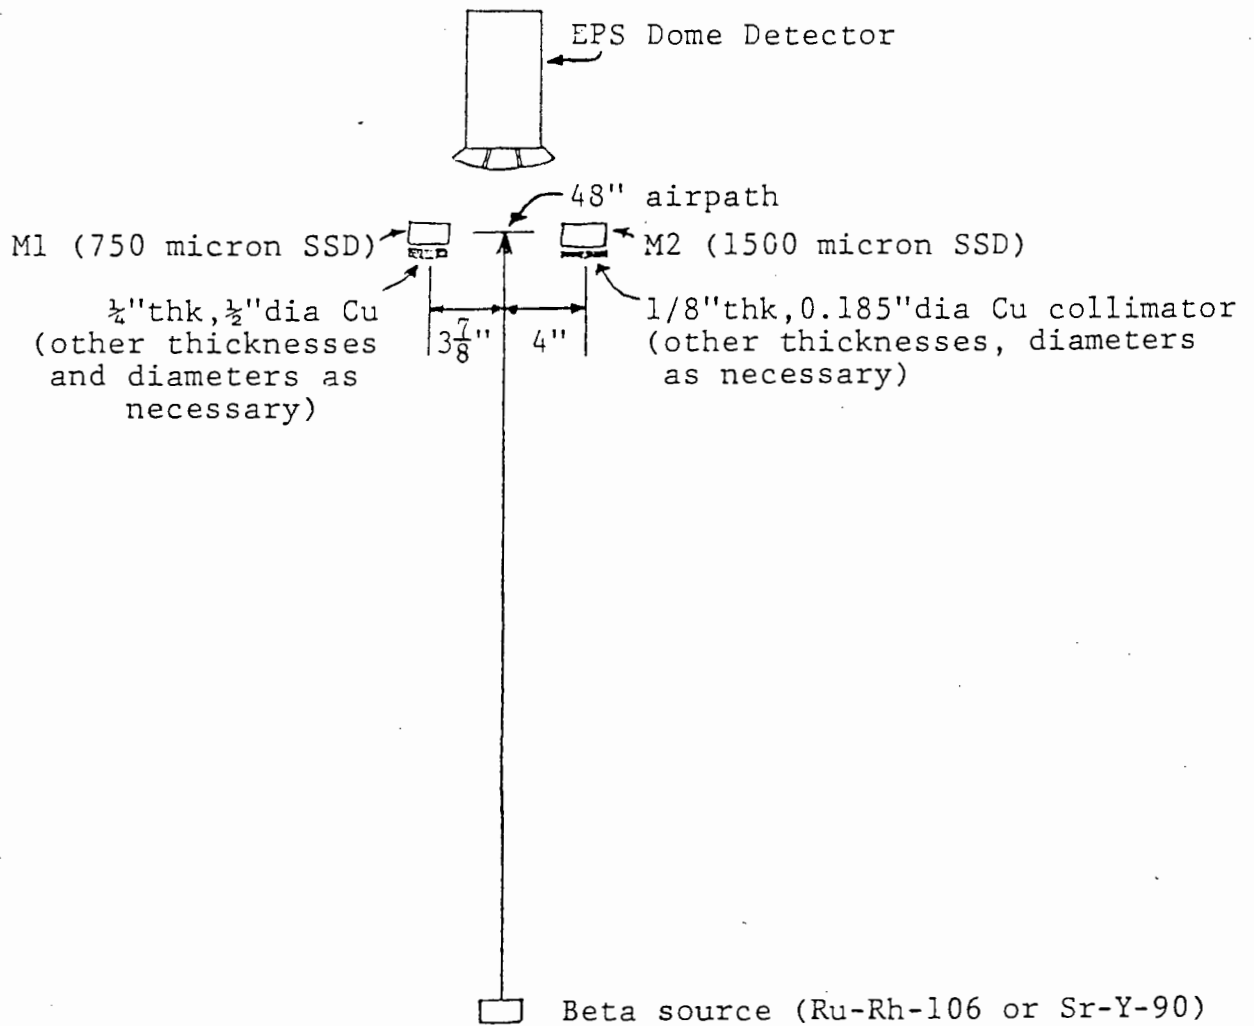 EPS Dome Detector
48" airpath
M1 (750 micron SSD)
M2 (1500 micron SSD)
¼"thk,½"dia Cu
(other thicknesses
and diameters as
necessary)
3⅞"
4"
1/8"thk,0.185"dia Cu collimator
(other thicknesses, diameters
as necessary)
Beta source (Ru-Rh-106 or Sr-Y-90)